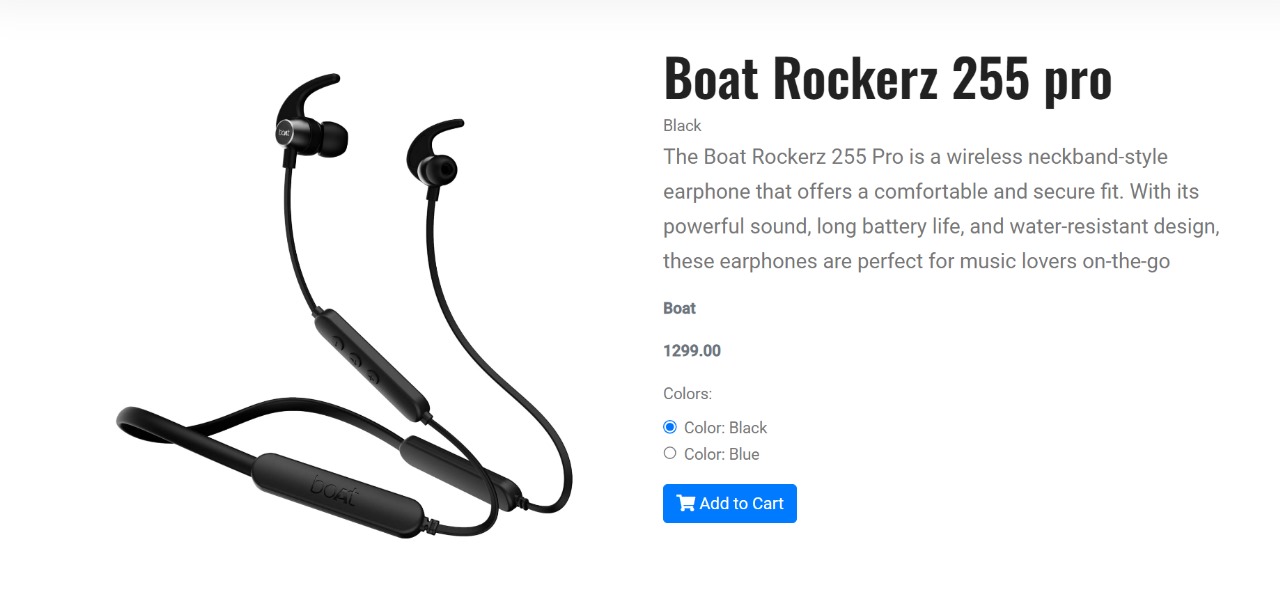 Boat Rockerz 255 pro
Black
The Boat Rockerz 255 Pro is a wireless neckband-style
earphone that offers a comfortable and secure fit. With its
powerful sound, long battery life, and water-resistant design,
these earphones are perfect for music lovers on-the-go
Boat
1299.00
Colors:
Color: Black
Color: Blue
Add to Cart
boAt
boAt